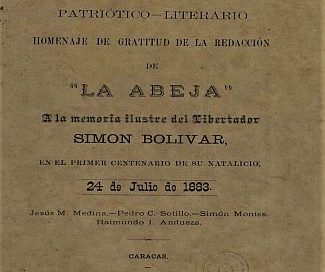 PATRIÓTICO-LITERARIO
HOMENAJE DE GRATITUD DE LA REDACCIÓN
DE
"LA ABEJA"
A la memoria ilustre del Libertador
SIMON BOLIVAR,
EN EL PRIMER CENTENARIO DE SU NATALICIO,
24 de Julio de 1883.
Jesús M. Medina,—Pedro C. Sotillo.—Simón Montes.
Raimundo I. Andueza.
CARACAS.